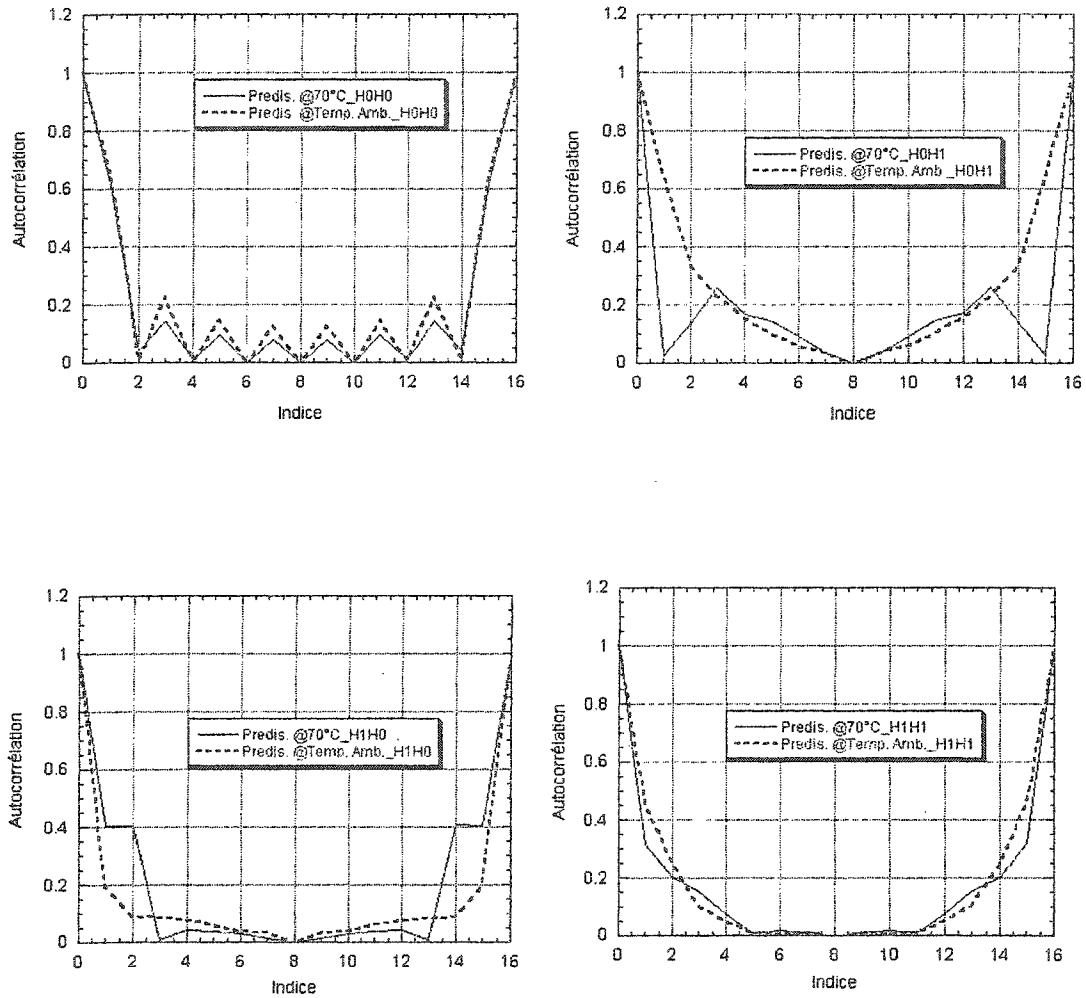 1.2
1
0.8
0.6
0.4
0.2
0
Autocorrélation
Predis. @70°C_H0H0
Predis @Temp. Amb._H0H0
0 2 4 6 8 10 12 14 16
Indice
1.2
1
0.8
0.6
0.4
0.2
0
Autocorrélation
Predis. @70°C_H0H1
Predis. @Temp. Amb _H0H1
0 2 4 6 8 10 12 14 16
Indice
1.2
1
0.8
0.6
0.4
0.2
0
Autocorrélation
Predis. @70°C_H1H0
Predis. @Temp. Amb._H1H0
0 2 4 6 8 10 12 14 16
Indice
1.2
1
0.8
0.6
0.4
0.2
0
Autocorrélation
Predis. @70°C_H1H1
Predis. @Temp. Amb._H1H1
0 2 4 6 8 10 12 14 16
Indice